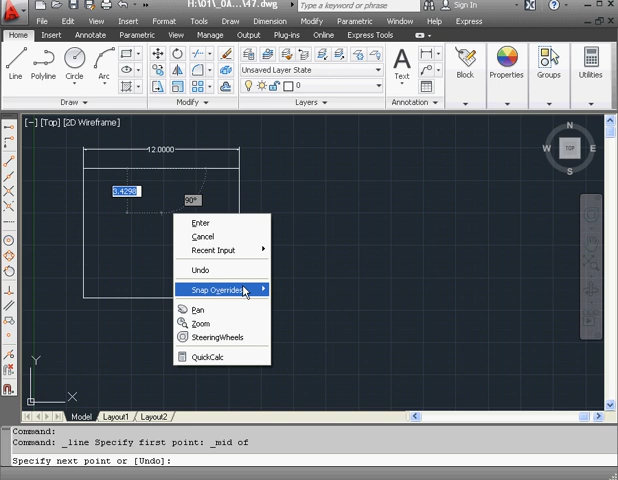 H:\01_0A...\47.dwg Type a keyword or phrase Sign In
File Edit View Insert Format Tools Draw Dimension Modify Parametric Window Help Express
Home Insert Annotate Parametric View Manage Output Plug-ins Online Express Tools
Line Polyline Circle Arc
Unsaved Layer State
0
Text Block Properties Groups Utilities
Draw Modify Layers Annotation
[−] [Top] [2D Wireframe]
N
W TOP E
S
12.0000
3.4298
90°
Enter
Cancel
Recent Input
Undo
Snap Overrides
Pan
Zoom
SteeringWheels
QuickCalc
Y
X
Model Layout1 Layout2
Command:
Command: _line Specify first point: _mid of
Specify next point or [Undo]: